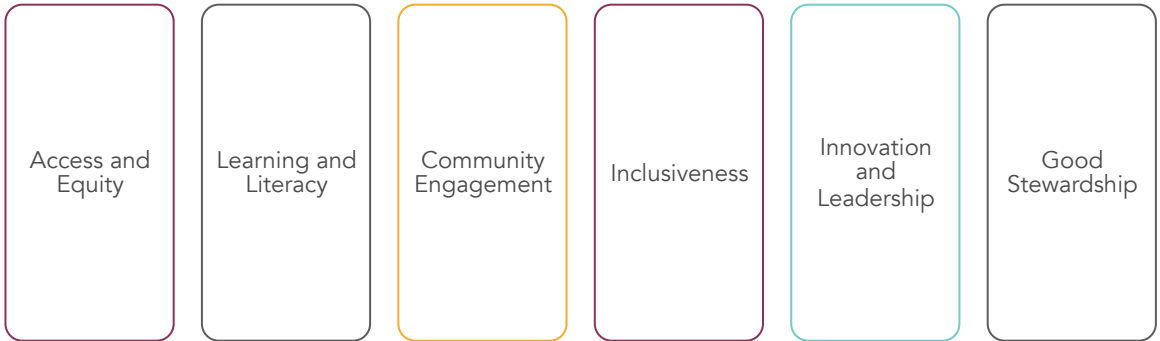 Access and
Equity
Learning and
Literacy
Community
Engagement
Inclusiveness
Innovation
and
Leadership
Good
Stewardship